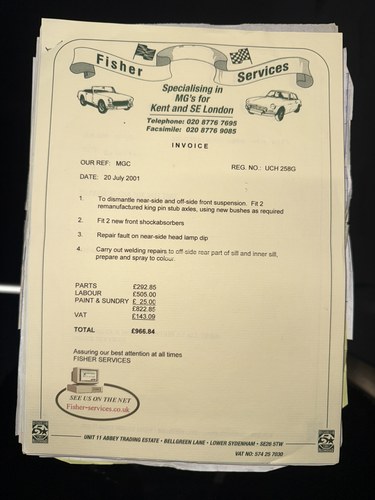 Fisher Services
Specialising in
MG's for
Kent and SE London
Telephone: 020 8776 7695
Facsimile: 020 8776 9085
INVOICE
OUR REF: MGC
REG. NO.: UCH 258G
DATE: 20 July 2001
1. To dismantle near-side and off-side front suspension. Fit 2
remanufactured king pin stub axles, using new bushes as required
2. Fit 2 new front shockabsorbers
3. Repair fault on near-side head lamp dip
4. Carry out welding repairs to off-side rear part of sill and inner sill,
prepare and spray to colour.
PARTS £292.85
LABOUR £505.00
PAINT & SUNDRY £ 25.00
£822.85
VAT £143.09
TOTAL £966.84
Assuring our best attention at all times
FISHER SERVICES
SEE US ON THE NET
Fisher-services.co.uk
UNIT 11 ABBEY TRADING ESTATE • BELLGREEN LANE • LOWER SYDENHAM • SE26 5TW
VAT NO: 574 25 7030